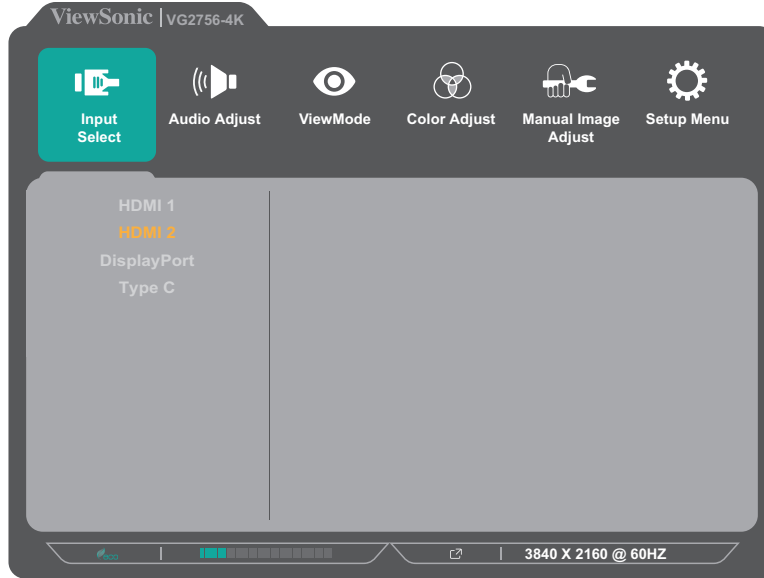 ViewSonic VG2756-4K
Input
Select
Audio Adjust
ViewMode
Color Adjust
Manual Image
Adjust
Setup Menu
HDMI 1
HDMI 2
DisplayPort
Type C
eco
3840 X 2160 @ 60HZ